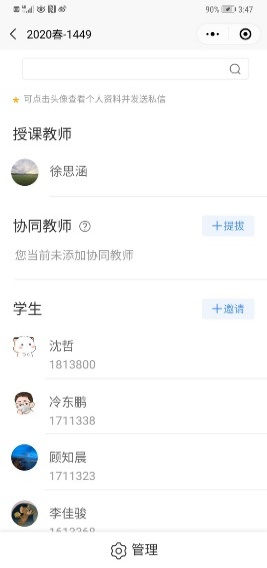 90% 3:47
2020春-1449
可点击头像查看个人资料并发送私信
授课教师
徐思涵
协同教师 ?
+提拔
您当前未添加协同教师
学生
+邀请
沈哲
1813800
冷东鹏
1711338
顾知晨
1711323
李佳骏
管理